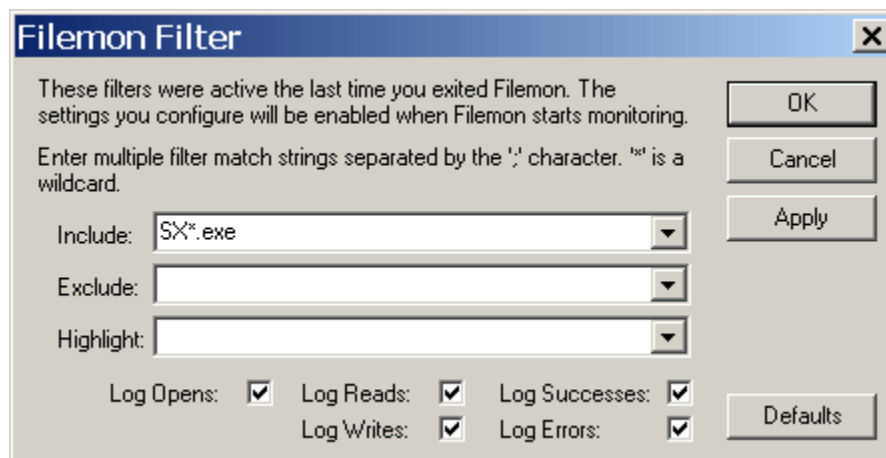 Filemon Filter
These filters were active the last time you exited Filemon. The
settings you configure will be enabled when Filemon starts monitoring.
OK
Enter multiple filter match strings separated by the ';' character. '*' is a
wildcard.
Cancel
Apply
Include: SX*.exe
Exclude:
Highlight:
Log Opens: Log Reads: Log Successes:
Log Writes: Log Errors:
Defaults